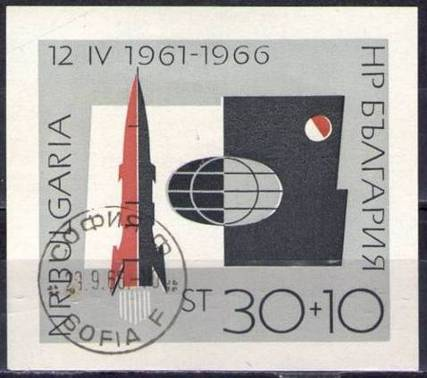 12 IV 1961-1966
NR BULGARIA
НР БЪЛГАРИЯ
ST 30+10
СОФИЯ Ф
SOFIA F